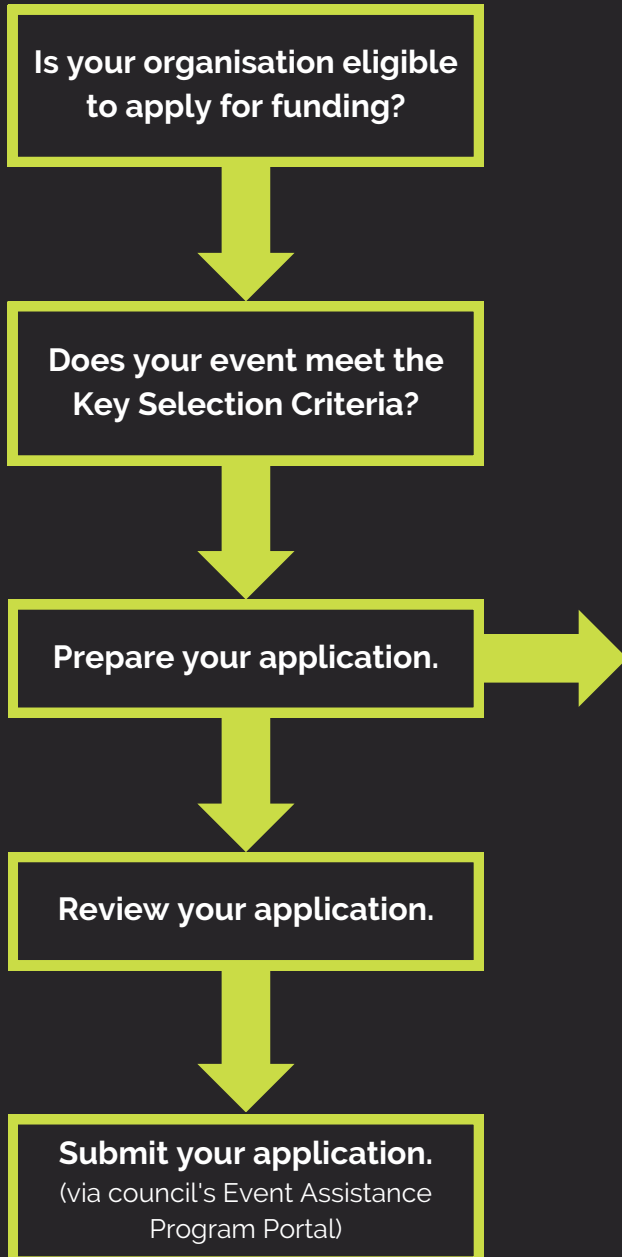 Is your organisation eligible
to apply for funding?
Does your event meet the
Key Selection Criteria?
Prepare your application.
Review your application.
Submit your application.
(via council's Event Assistance
Program Portal)